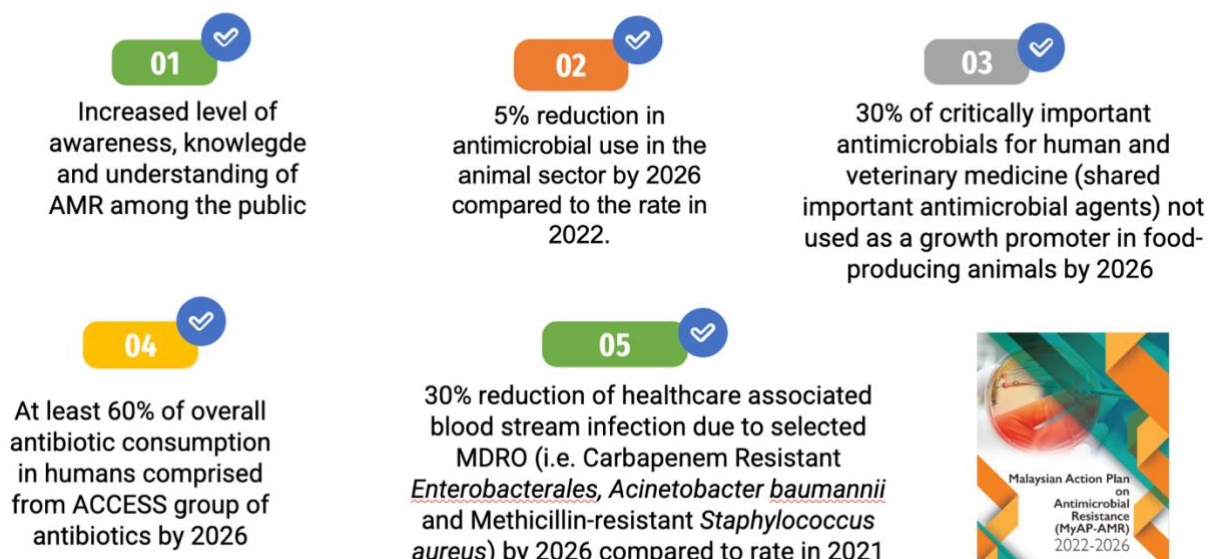 01
Increased level of
awareness, knowlegde
and understanding of
AMR among the public
02
5% reduction in
antimicrobial use in the
animal sector by 2026
compared to the rate in
2022.
03
30% of critically important
antimicrobials for human and
veterinary medicine (shared
important antimicrobial agents) not
used as a growth promoter in food-
producing animals by 2026
04
At least 60% of overall
antibiotic consumption
in humans comprised
from ACCESS group of
antibiotics by 2026
05
30% reduction of healthcare associated
blood stream infection due to selected
MDRO (i.e. Carbapenem Resistant
Enterobacterales, Acinetobacter baumannii
and Methicillin-resistant Staphylococcus
aureus) by 2026 compared to rate in 2021
Malaysian Action Plan
on
Antimicrobial
Resistance
(MyAP-AMR)
2022-2026